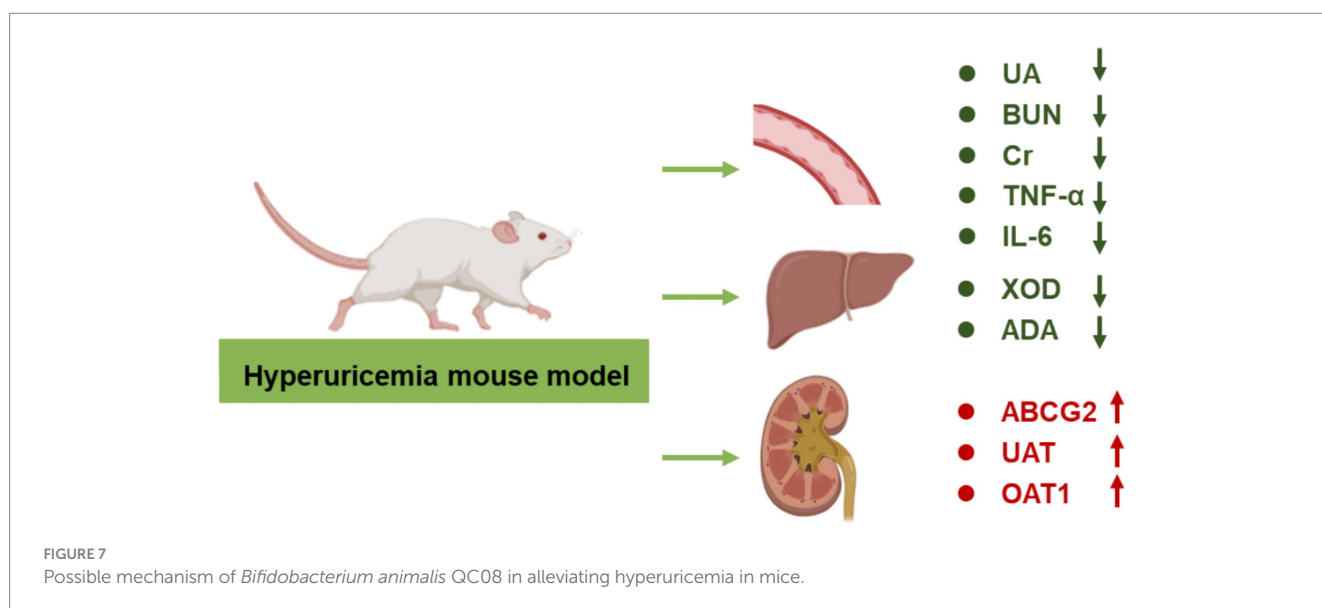 UA ↓
BUN ↓
Cr ↓
TNF-α ↓
IL-6 ↓
XOD ↓
ADA ↓
Hyperuricemia mouse model
ABCG2 ↑
UAT ↑
OAT1 ↑
FIGURE 7
Possible mechanism of Bifidobacterium animalis QC08 in alleviating hyperuricemia in mice.